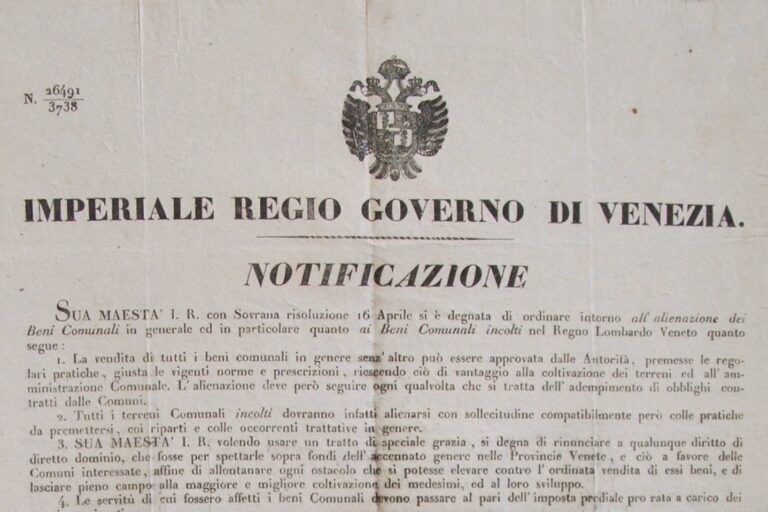 N. 26491/3738
IMPERIALE REGIO GOVERNO DI VENEZIA.
NOTIFICAZIONE
SUA MAESTA' I. R. con Sovrana risoluzione 16 Aprile si è degnata di ordinare intorno all'alienazione dei
Beni Comunali in generale ed in particolare quanto ai Beni Comunali incolti nel Regno Lombardo Veneto quanto
segue :
1. La vendita di tutti i beni comunali in genere senz'altro può essere approvata dalle Autorità, premesse le rego-
lari pratiche, giusta le vigenti norme e prescrizioni, riescendo ciò di vantaggio alla coltivazione dei terreni ed all'am-
ministrazione Comunale. L'alienazione deve però seguire ogni qualvolta che si tratta dell'adempimento di obblighi con-
tratti dalle Comuni.
2. Tutti i terreni Comunali incolti dovranno infatti alienarsi con sollecitudine compatibilmente però colle pratiche
da premettersi, coi riparti e colle occorrenti trattative in genere.
3. SUA MAESTA' I. R. volendo usare un tratto di speciale grazia, si degna di rinunciare a qualunque diritto di
diretto dominio, che fosse per spettarle sopra fondi dell'accennato genere nelle Provincie Venete, e ciò a favore delle
Comuni interessate, affine di allontanare ogni ostacolo che si potesse elevare contro l'ordinata vendita di essi beni, e di
lasciare pieno campo alla maggiore e migliore coltivazione dei medesimi, ed al loro sviluppo.
4. Le servitù di cui fossero affetti i beni Comunali devono passare al pari dell'imposta prediale pro rata a carico dei